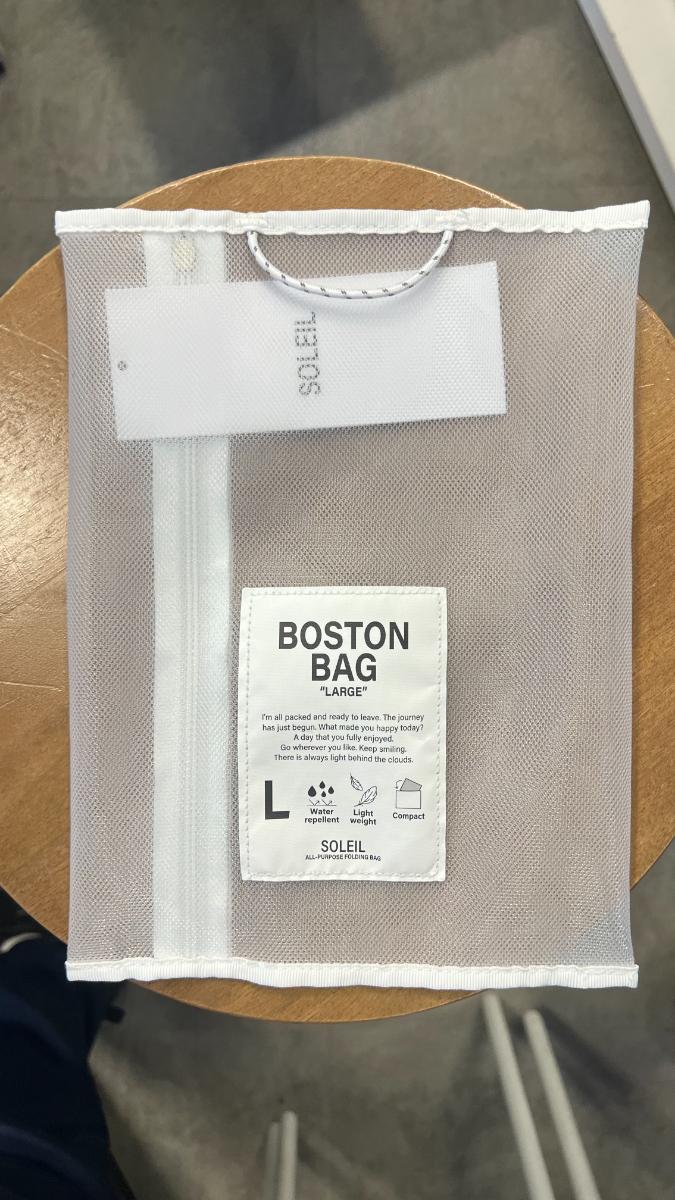 SOLEIL
BOSTON
BAG
"LARGE"
I'm all packed and ready to leave. The journey
has just begun. What made you happy today?
A day that you fully enjoyed.
Go wherever you like. Keep smiling.
There is always light behind the clouds.
L
Water
repellent
Light
weight
Compact
SOLEIL
ALL-PURPOSE FOLDING BAG